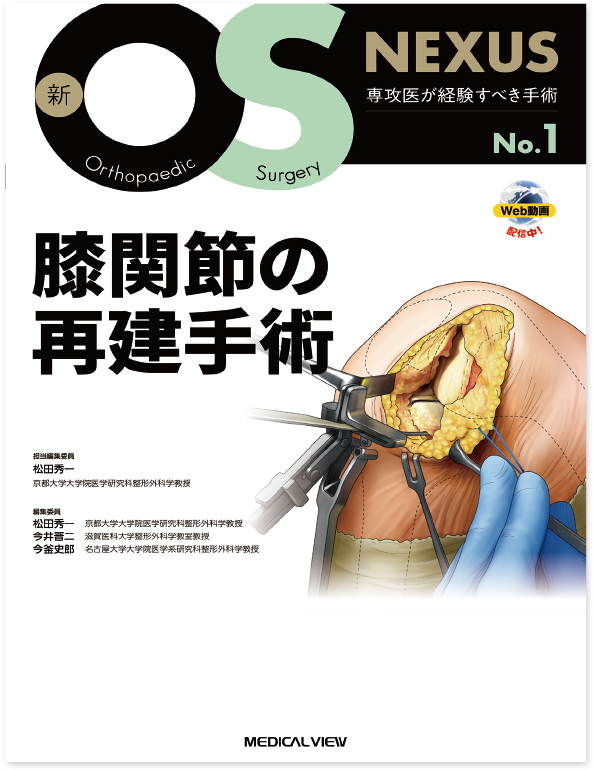 新
OS
NEXUS
専攻医が経験すべき手術
No.1
Orthopaedic
Surgery
Web動画
配信中!
膝関節の
再建手術
担当編集委員
松田秀一
京都大学大学院医学研究科整形外科学教授
編集委員
松田秀一 京都大学大学院医学研究科整形外科学教授
今井晋二 滋賀医科大学整形外科学教室教授
今釜史郎 名古屋大学大学院医学系研究科整形外科学教授
MEDICAL VIEW